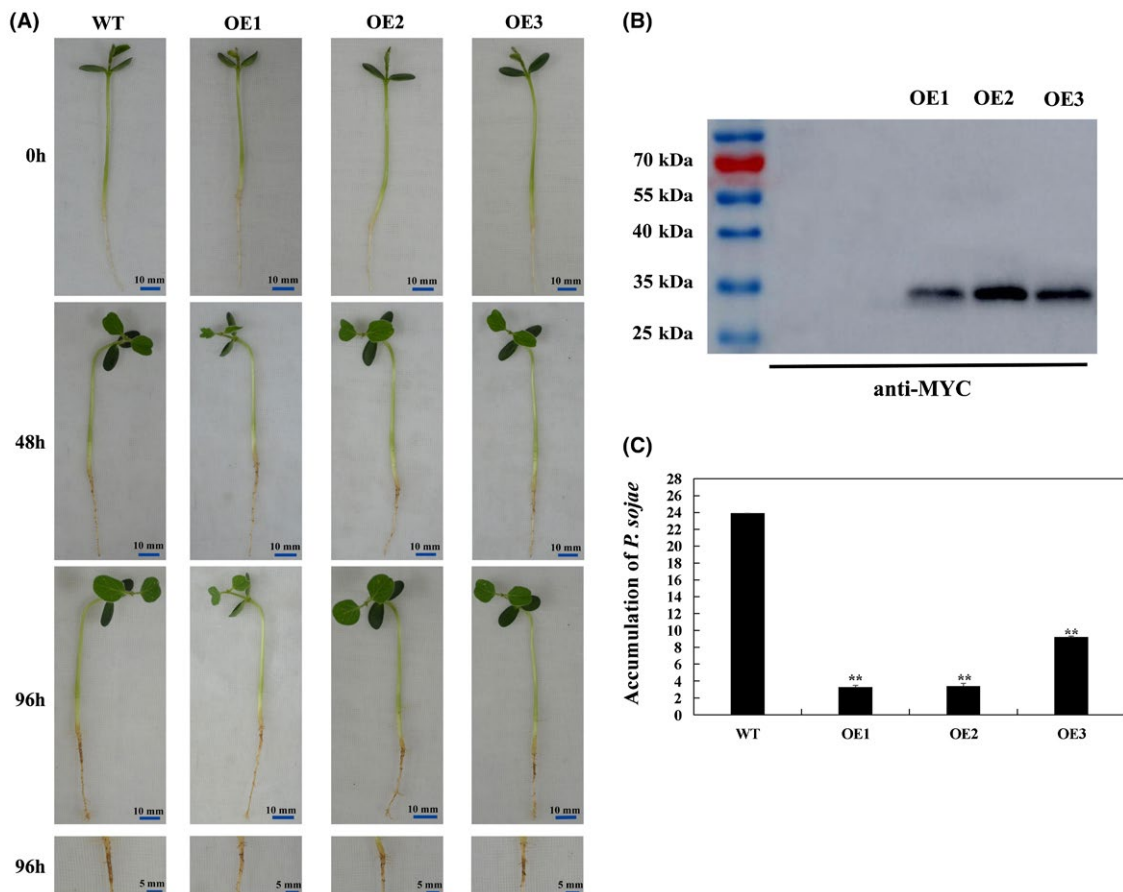 (A)
WT OE1 OE2 OE3
0h
10 mm 10 mm 10 mm 10 mm
48h
10 mm 10 mm 10 mm 10 mm
96h
10 mm 10 mm 10 mm 10 mm
96h
5 mm 5 mm 5 mm 5 mm
(B)
OE1 OE2 OE3
70 kDa
55 kDa
40 kDa
35 kDa
25 kDa
anti-MYC
(C)
Accumulation of P. sojae
28
26
24
22
20
18
16
14
12
10
8
6
4
2
0
** ** **
WT OE1 OE2 OE3